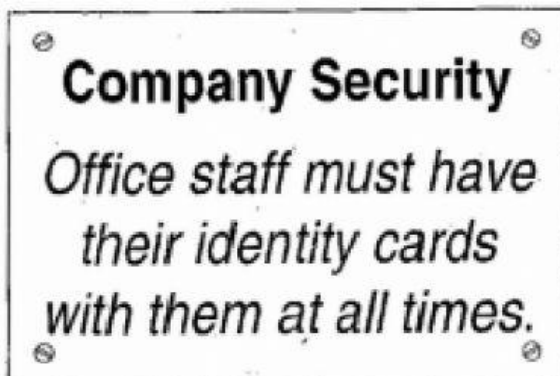 Company Security
Office staff must have
their identity cards
with them at all times.